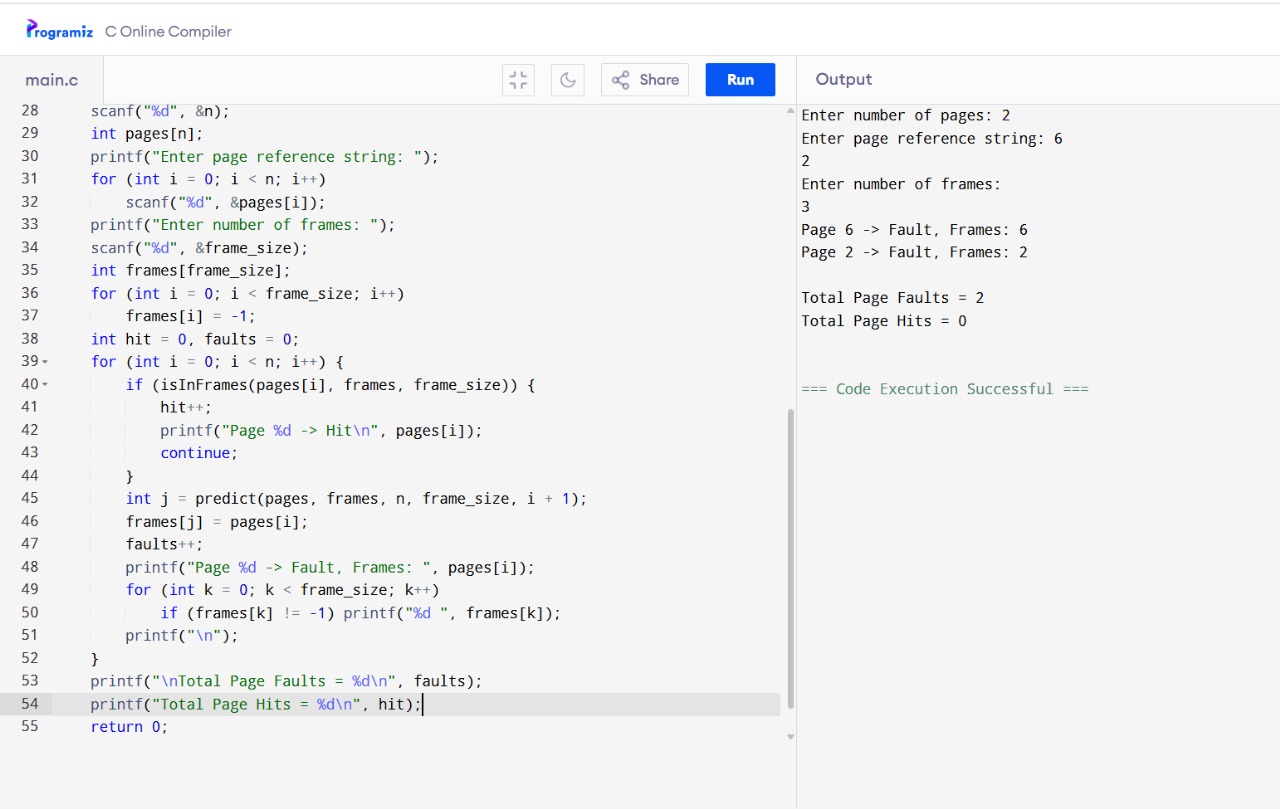 Programiz C Online Compiler
main.c
Share
Run
Output
28 scanf("%d", &n);
29 int pages[n];
30 printf("Enter page reference string: ");
31 for (int i = 0; i < n; i++)
32 scanf("%d", &pages[i]);
33 printf("Enter number of frames: ");
34 scanf("%d", &frame_size);
35 int frames[frame_size];
36 for (int i = 0; i < frame_size; i++)
37 frames[i] = -1;
38 int hit = 0, faults = 0;
39 for (int i = 0; i < n; i++) {
40 if (isInFrames(pages[i], frames, frame_size)) {
41 hit++;
42 printf("Page %d -> Hit\n", pages[i]);
43 continue;
44 }
45 int j = predict(pages, frames, n, frame_size, i + 1);
46 frames[j] = pages[i];
47 faults++;
48 printf("Page %d -> Fault, Frames: ", pages[i]);
49 for (int k = 0; k < frame_size; k++)
50 if (frames[k] != -1) printf("%d ", frames[k]);
51 printf("\n");
52 }
53 printf("\nTotal Page Faults = %d\n", faults);
54 printf("Total Page Hits = %d\n", hit);
55 return 0;
Enter number of pages: 2
Enter page reference string: 6
2
Enter number of frames:
3
Page 6 -> Fault, Frames: 6
Page 2 -> Fault, Frames: 2
Total Page Faults = 2
Total Page Hits = 0
=== Code Execution Successful ===